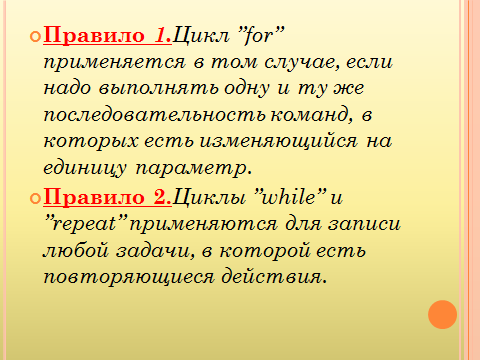 Правило 1.Цикл ”for”
применяется в том случае, если
надо выполнять одну и ту же
последовательность команд, в
которых есть изменяющийся на
единицу параметр.
Правило 2.Циклы ”while” и
”repeat” применяются для записи
любой задачи, в которой есть
повторяющиеся действия.